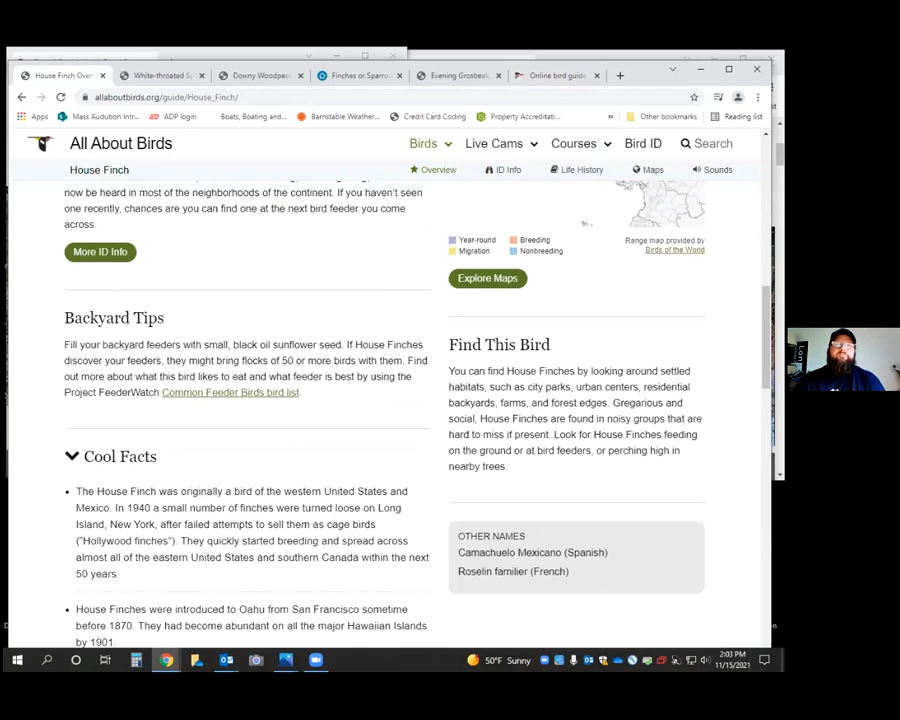 House Finch Over
White-throated Sp
Downy Woodpec
Finches or Sparrow
Evening Grosbeak
Online bird guide,
allaboutbirds.org/guide/House_Finch/
Apps
Mass Audubon Intr...
ADP login
Boats, Boating and...
Barnstable Weather...
Credit Card Coding
Property Accreditati...
»
Other bookmarks
Reading list
All About Birds
Birds
Live Cams
Courses
Bird ID
Search
House Finch
Overview
ID Info
Life History
Maps
Sounds
now be heard in most of the neighborhoods of the continent. If you haven't seen
one recently, chances are you can find one at the next bird feeder you come
across.
More ID Info
Backyard Tips
Fill your backyard feeders with small, black oil sunflower seed. If House Finches
discover your feeders, they might bring flocks of 50 or more birds with them. Find
out more about what this bird likes to eat and what feeder is best by using the
Project FeederWatch Common Feeder Birds bird list.
Cool Facts
• The House Finch was originally a bird of the western United States and
Mexico. In 1940 a small number of finches were turned loose on Long
Island, New York, after failed attempts to sell them as cage birds
("Hollywood finches"). They quickly started breeding and spread across
almost all of the eastern United States and southern Canada within the next
50 years.
• House Finches were introduced to Oahu from San Francisco sometime
before 1870. They had become abundant on all the major Hawaiian Islands
by 1901.
Year-round
Breeding
Migration
Nonbreeding
Range map provided by
Birds of the World
Explore Maps
Find This Bird
You can find House Finches by looking around settled
habitats, such as city parks, urban centers, residential
backyards, farms, and forest edges. Gregarious and
social, House Finches are found in noisy groups that are
hard to miss if present. Look for House Finches feeding
on the ground or at bird feeders, or perching high in
nearby trees.
OTHER NAMES
Camachuelo Mexicano (Spanish)
Roselin familier (French)
50°F Sunny
2:03 PM
11/15/2021